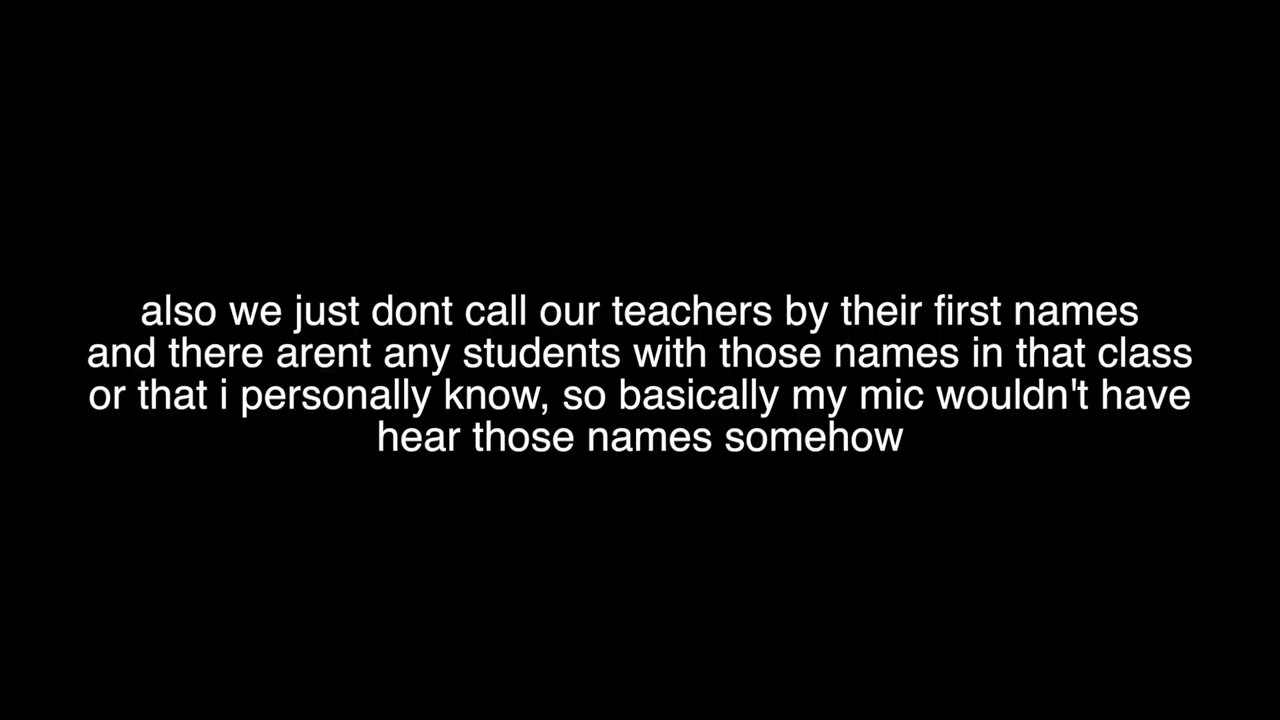 also we just dont call our teachers by their first names
and there arent any students with those names in that class
or that i personally know, so basically my mic wouldn't have
hear those names somehow